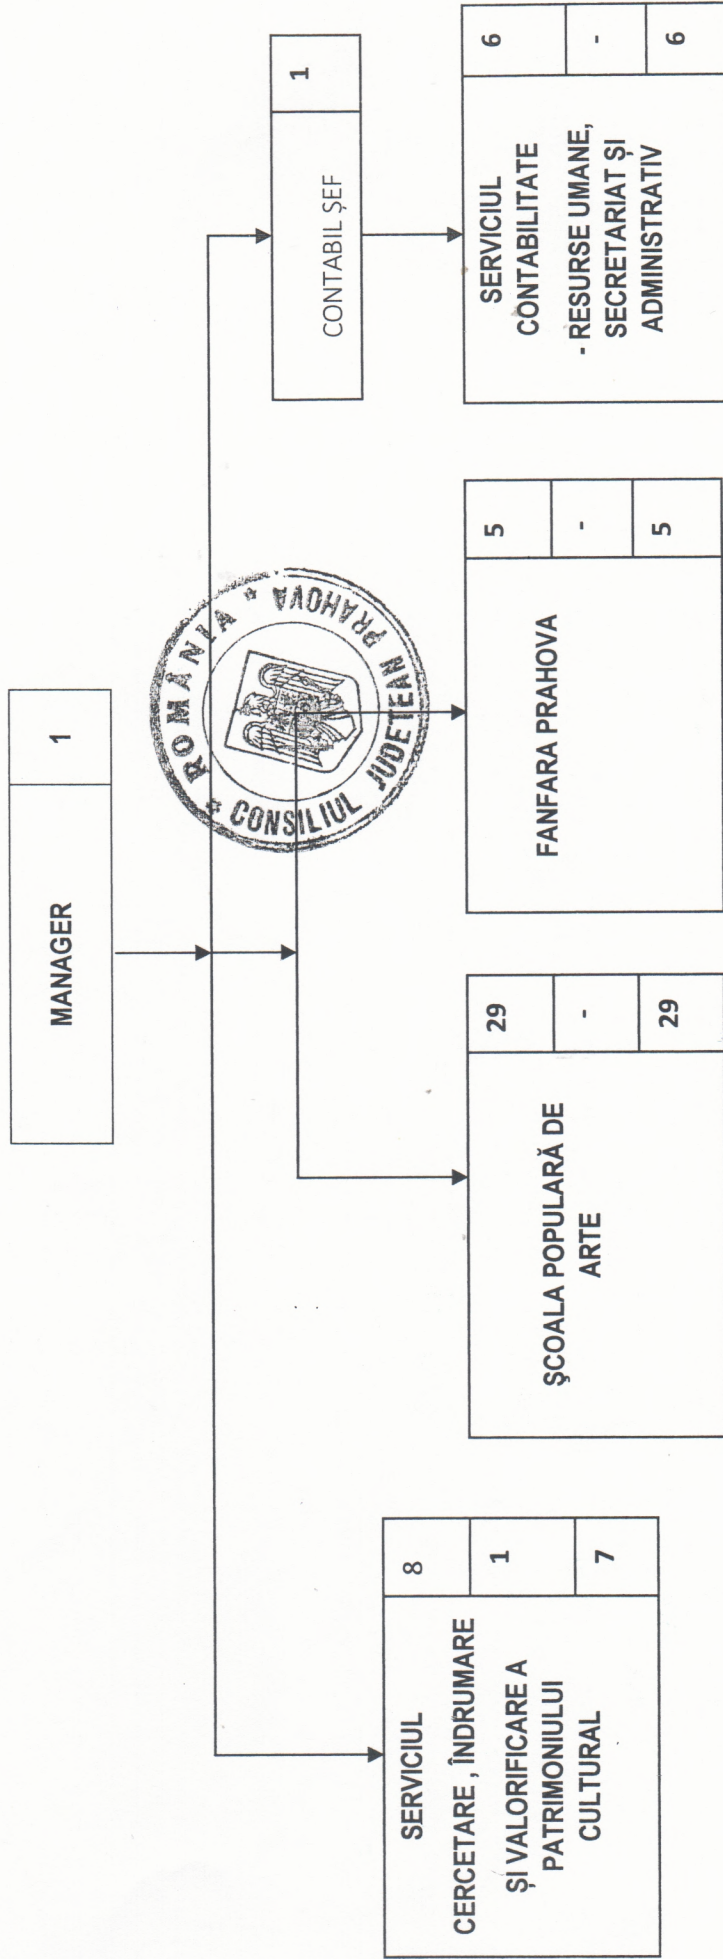 MANAGER
1
* ROMÂNIA *
CONSILIUL JUDEȚEAN PRAHOVA
CONTABIL ȘEF
1
SERVICIUL
CERCETARE , ÎNDRUMARE
ȘI VALORIFICARE A
PATRIMONIULUI
CULTURAL
8
1
7
ŞCOALA POPULARĂ DE
ARTE
29
-
29
FANFARA PRAHOVA
5
-
5
SERVICIUL
CONTABILITATE
- RESURSE UMANE,
SECRETARIAT ȘI
ADMINISTRATIV
6
-
6